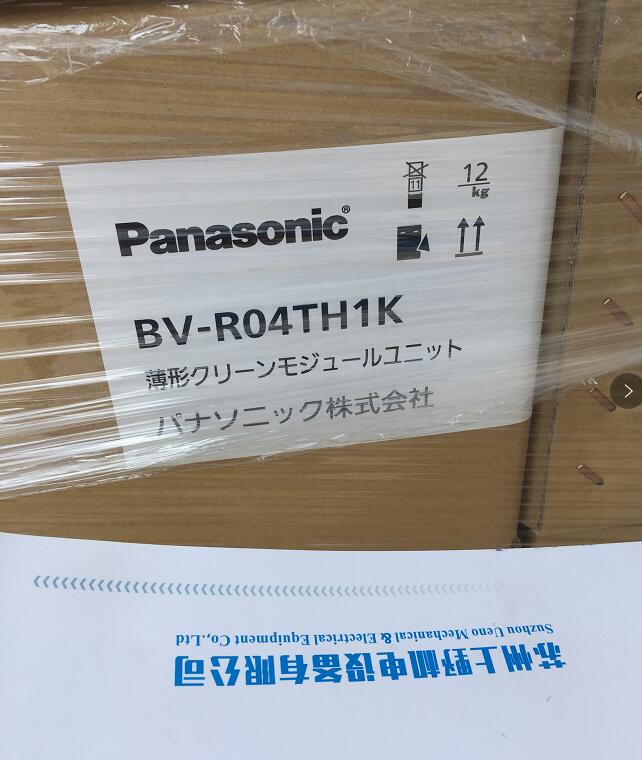 Panasonic®
11
12
kg
BV-R04TH1K
薄形クリーンモジュールユニット
パナソニック株式会社
苏州上野机电设备有限公司
Suzhou Ueno Mechanical & Electrical Equipment Co.,Ltd